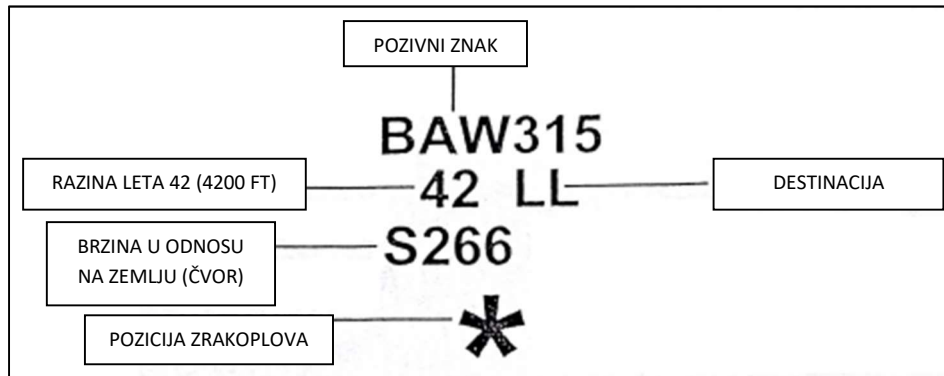 POZIVNI ZNAK
BAW315
RAZINA LETA 42 (4200 FT)
42 LL
DESTINACIJA
BRZINA U ODNOSU
NA ZEMLJU (ČVOR)
S266
POZICIJA ZRAKOPLOVA
*